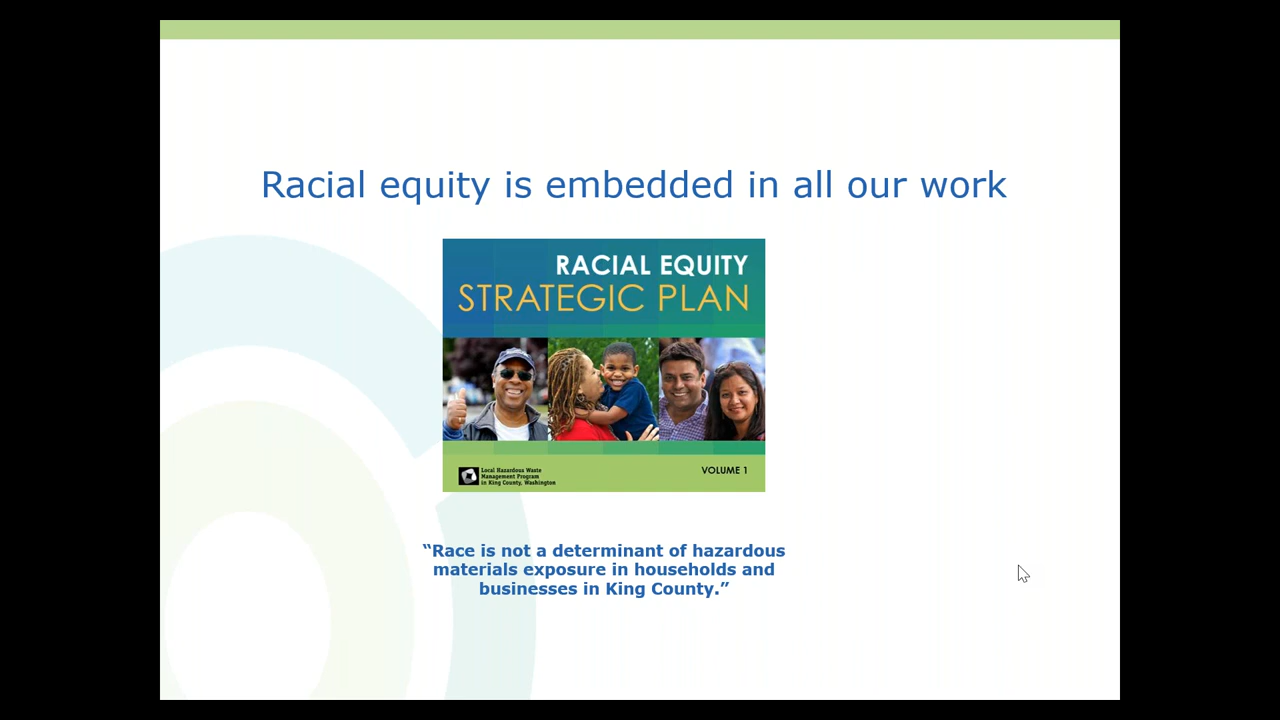 Racial equity is embedded in all our work
RACIAL EQUITY
STRATEGIC PLAN
Local Hazardous Waste
Management Program
in King County, Washington
VOLUME 1
“Race is not a determinant of hazardous
materials exposure in households and
businesses in King County.”